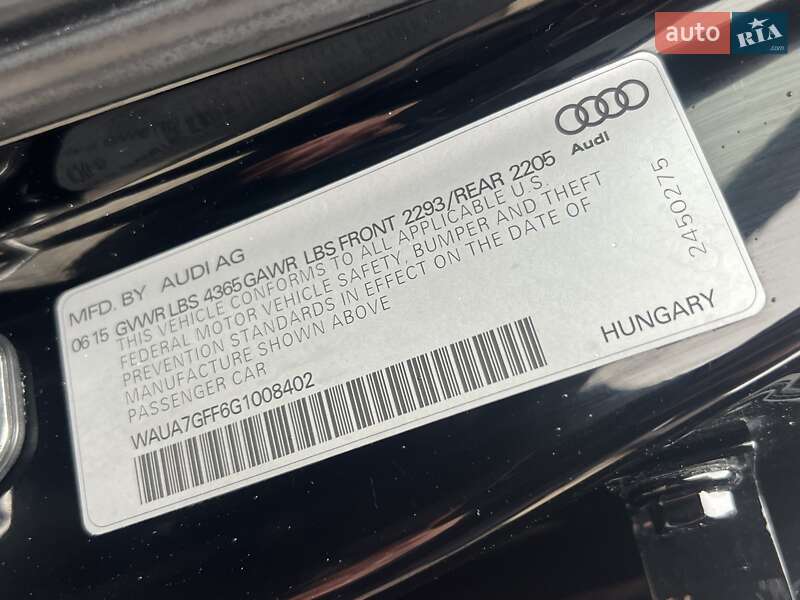 auto RIA.com
Audi
MFD. BY AUDI AG
06 15 GVWR LBS 4365 GAWR LBS FRONT 2293/REAR 2205
THIS VEHICLE CONFORMS TO ALL APPLICABLE U.S.
FEDERAL MOTOR VEHICLE SAFETY, BUMPER AND THEFT
PREVENTION STANDARDS IN EFFECT ON THE DATE OF
MANUFACTURE SHOWN ABOVE
PASSENGER CAR
WAUA7GFF6G1008402
HUNGARY
2450275